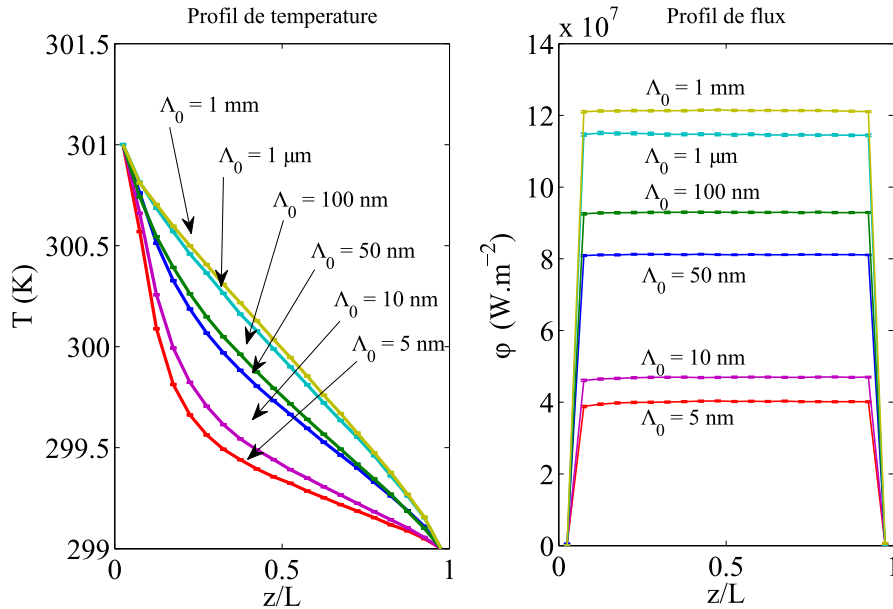 Profil de temperature
301.5
301
300.5
300
299.5
299
0
0.5
1
T (K)
z/L
Λ0 = 1 mm
Λ0 = 1 μm
Λ0 = 100 nm
Λ0 = 50 nm
Λ0 = 10 nm
Λ0 = 5 nm
Profil de flux
x 10^7
14
12
10
8
6
4
2
0
0
0.5
1
φ (W.m−2)
z/L
Λ0 = 1 mm
Λ0 = 1 μm
Λ0 = 100 nm
Λ0 = 50 nm
Λ0 = 10 nm
Λ0 = 5 nm